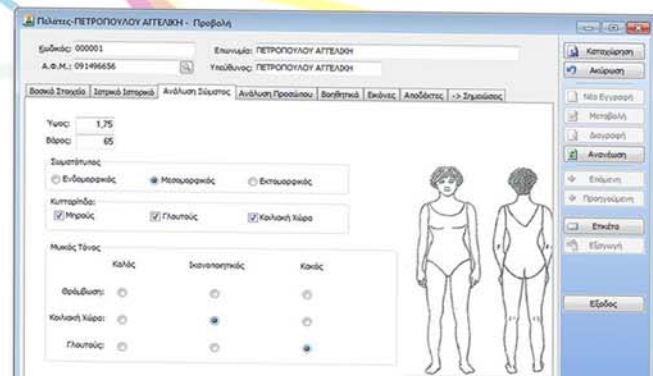 Πελάτες-ΠΕΤΡΟΠΟΥΛΟΥ ΑΓΓΕΛΙΚΗ - Προβολή
Κωδικός: 000001
Επωνυμία: ΠΕΤΡΟΠΟΥΛΟΥ ΑΓΓΕΛΙΚΗ
Α.Φ.Μ.: 091496656
Υπεύθυνος: ΠΕΤΡΟΠΟΥΛΟΥ ΑΓΓΕΛΙΚΗ
Βασικά Στοιχεία Ιατρικό Ιστορικό Ανάλυση Σώματος Ανάλυση Προσώπου Βοηθητικά Εικόνες Αποδέκτες -> Σημειώσεις
Υψος: 1,75
Βάρος: 65
Σωματότυπος
Ενδομορφικός Μεσομορφικός Εκτομορφικός
Κυτταρίτιδα:
Μηρούς Γλουτούς Κοιλιακή Χώρα
Μυικός Τόνος
Καλός Ικανοποιητικός Κακός
Κοιλιακή Χώρα:
Γλουτούς:
Καταχώρηση
Ακύρωση
Νέα Εγγραφή
Μεταβολή
Διαγραφή
Ανανέωση
Επόμενη
Προηγούμενη
Ετικέτα
Εξαγωγή
Εξοδος